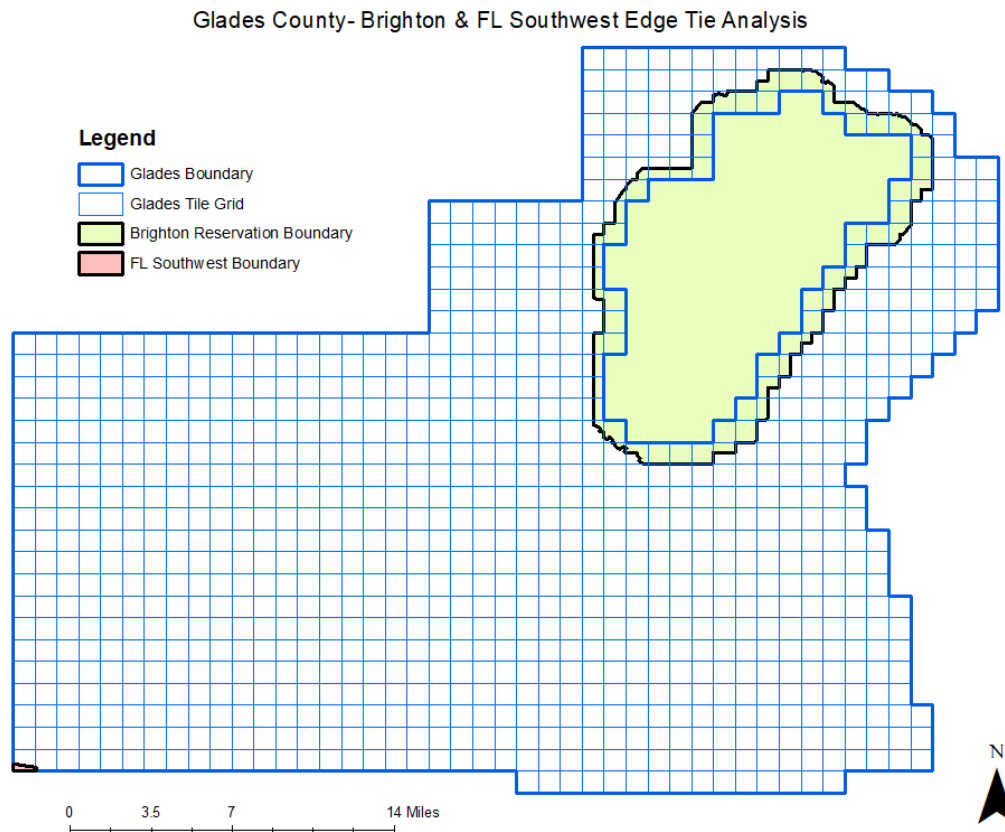 Glades County- Brighton & FL Southwest Edge Tie Analysis
Legend
Glades Boundary
Glades Tile Grid
Brighton Reservation Boundary
FL Southwest Boundary
N
0 3.5 7 14 Miles